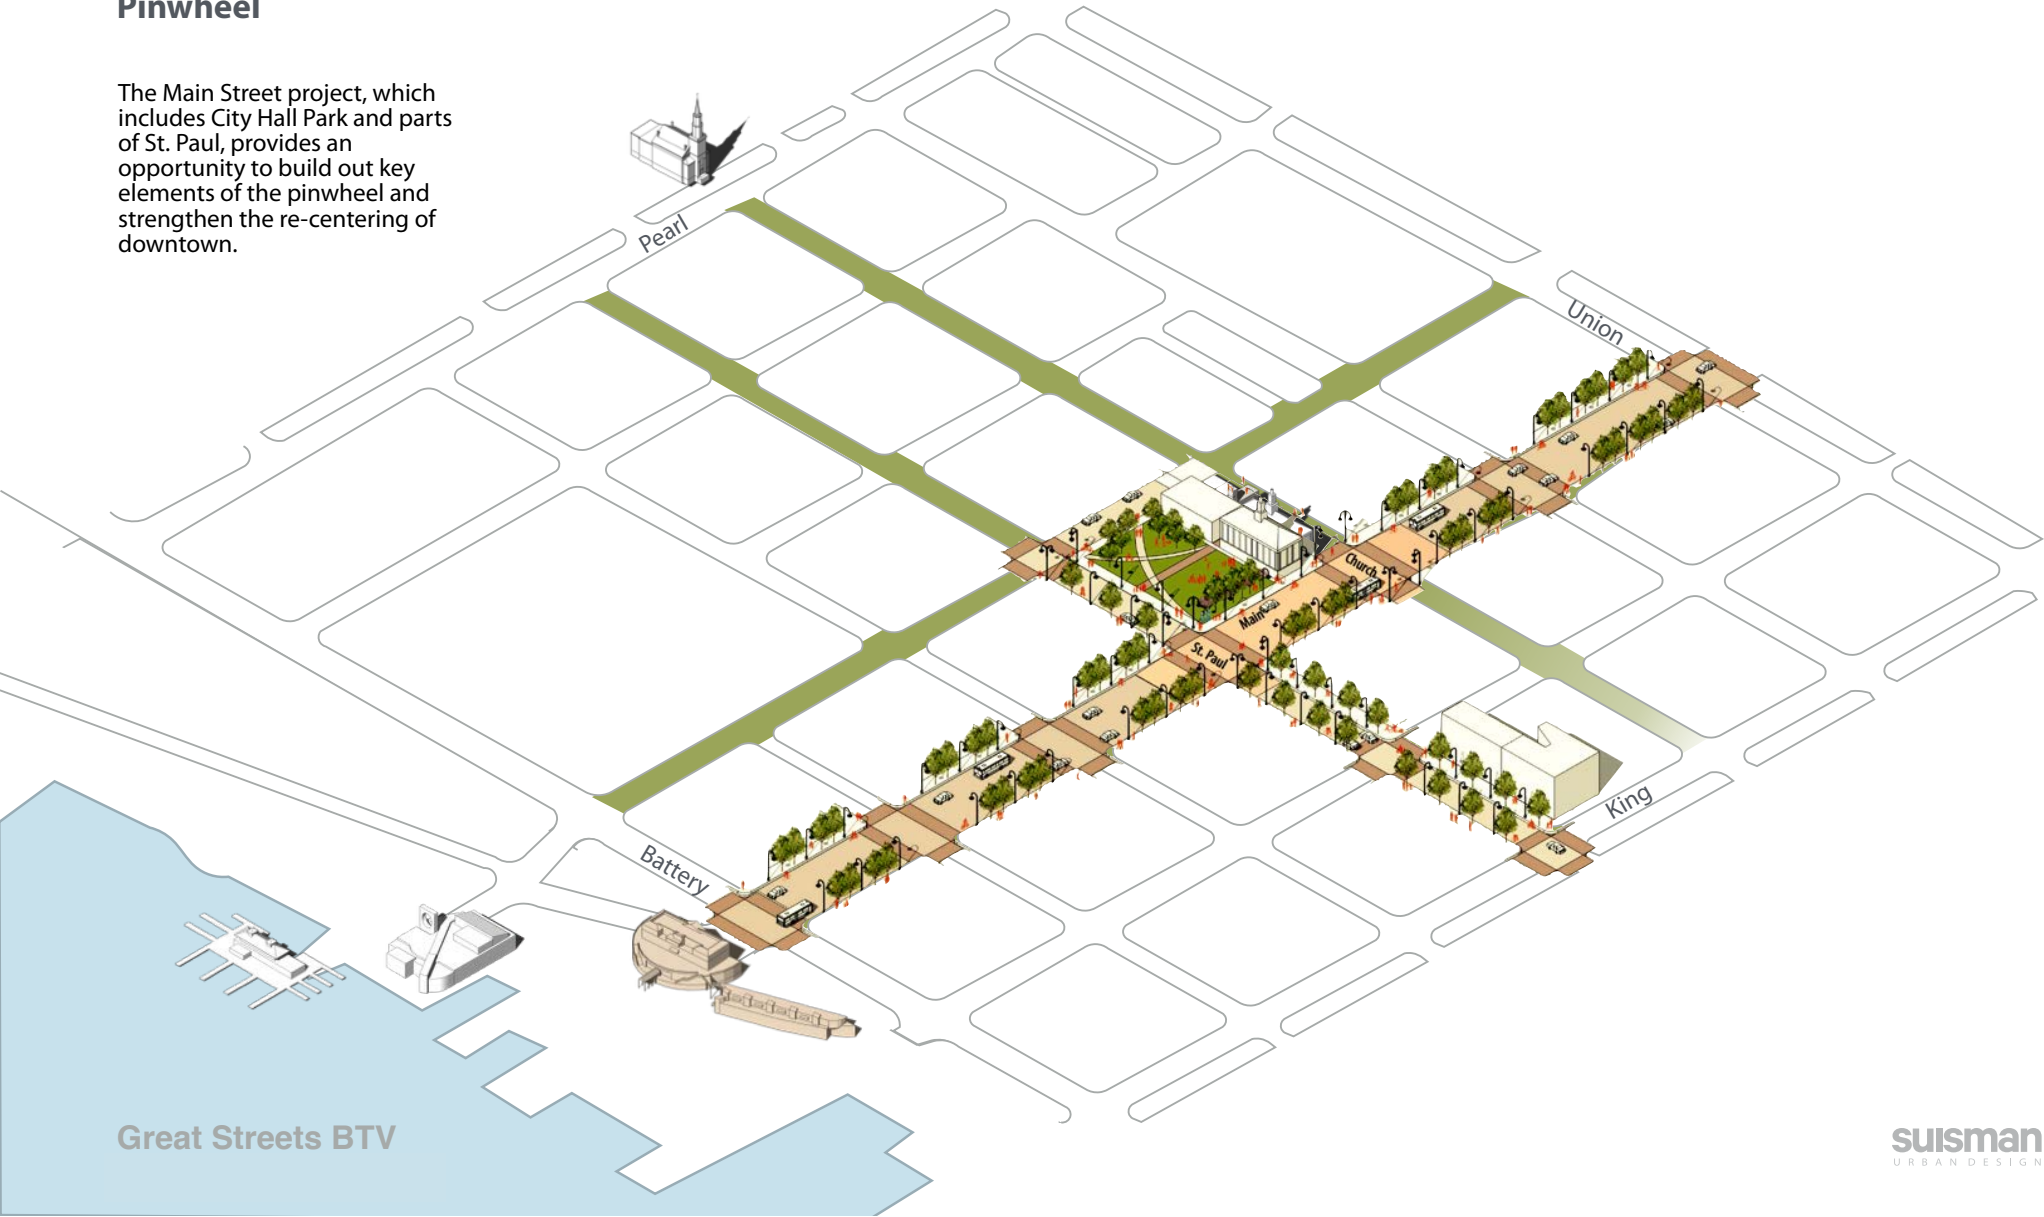 Pinwheel
The Main Street project, which
includes City Hall Park and parts
of St. Paul, provides an
opportunity to build out key
elements of the pinwheel and
strengthen the re-centering of
downtown.
Pearl
Union
Church
Main
St. Paul
King
Battery
Great Streets BTV
suisman
URBAN DESIGN